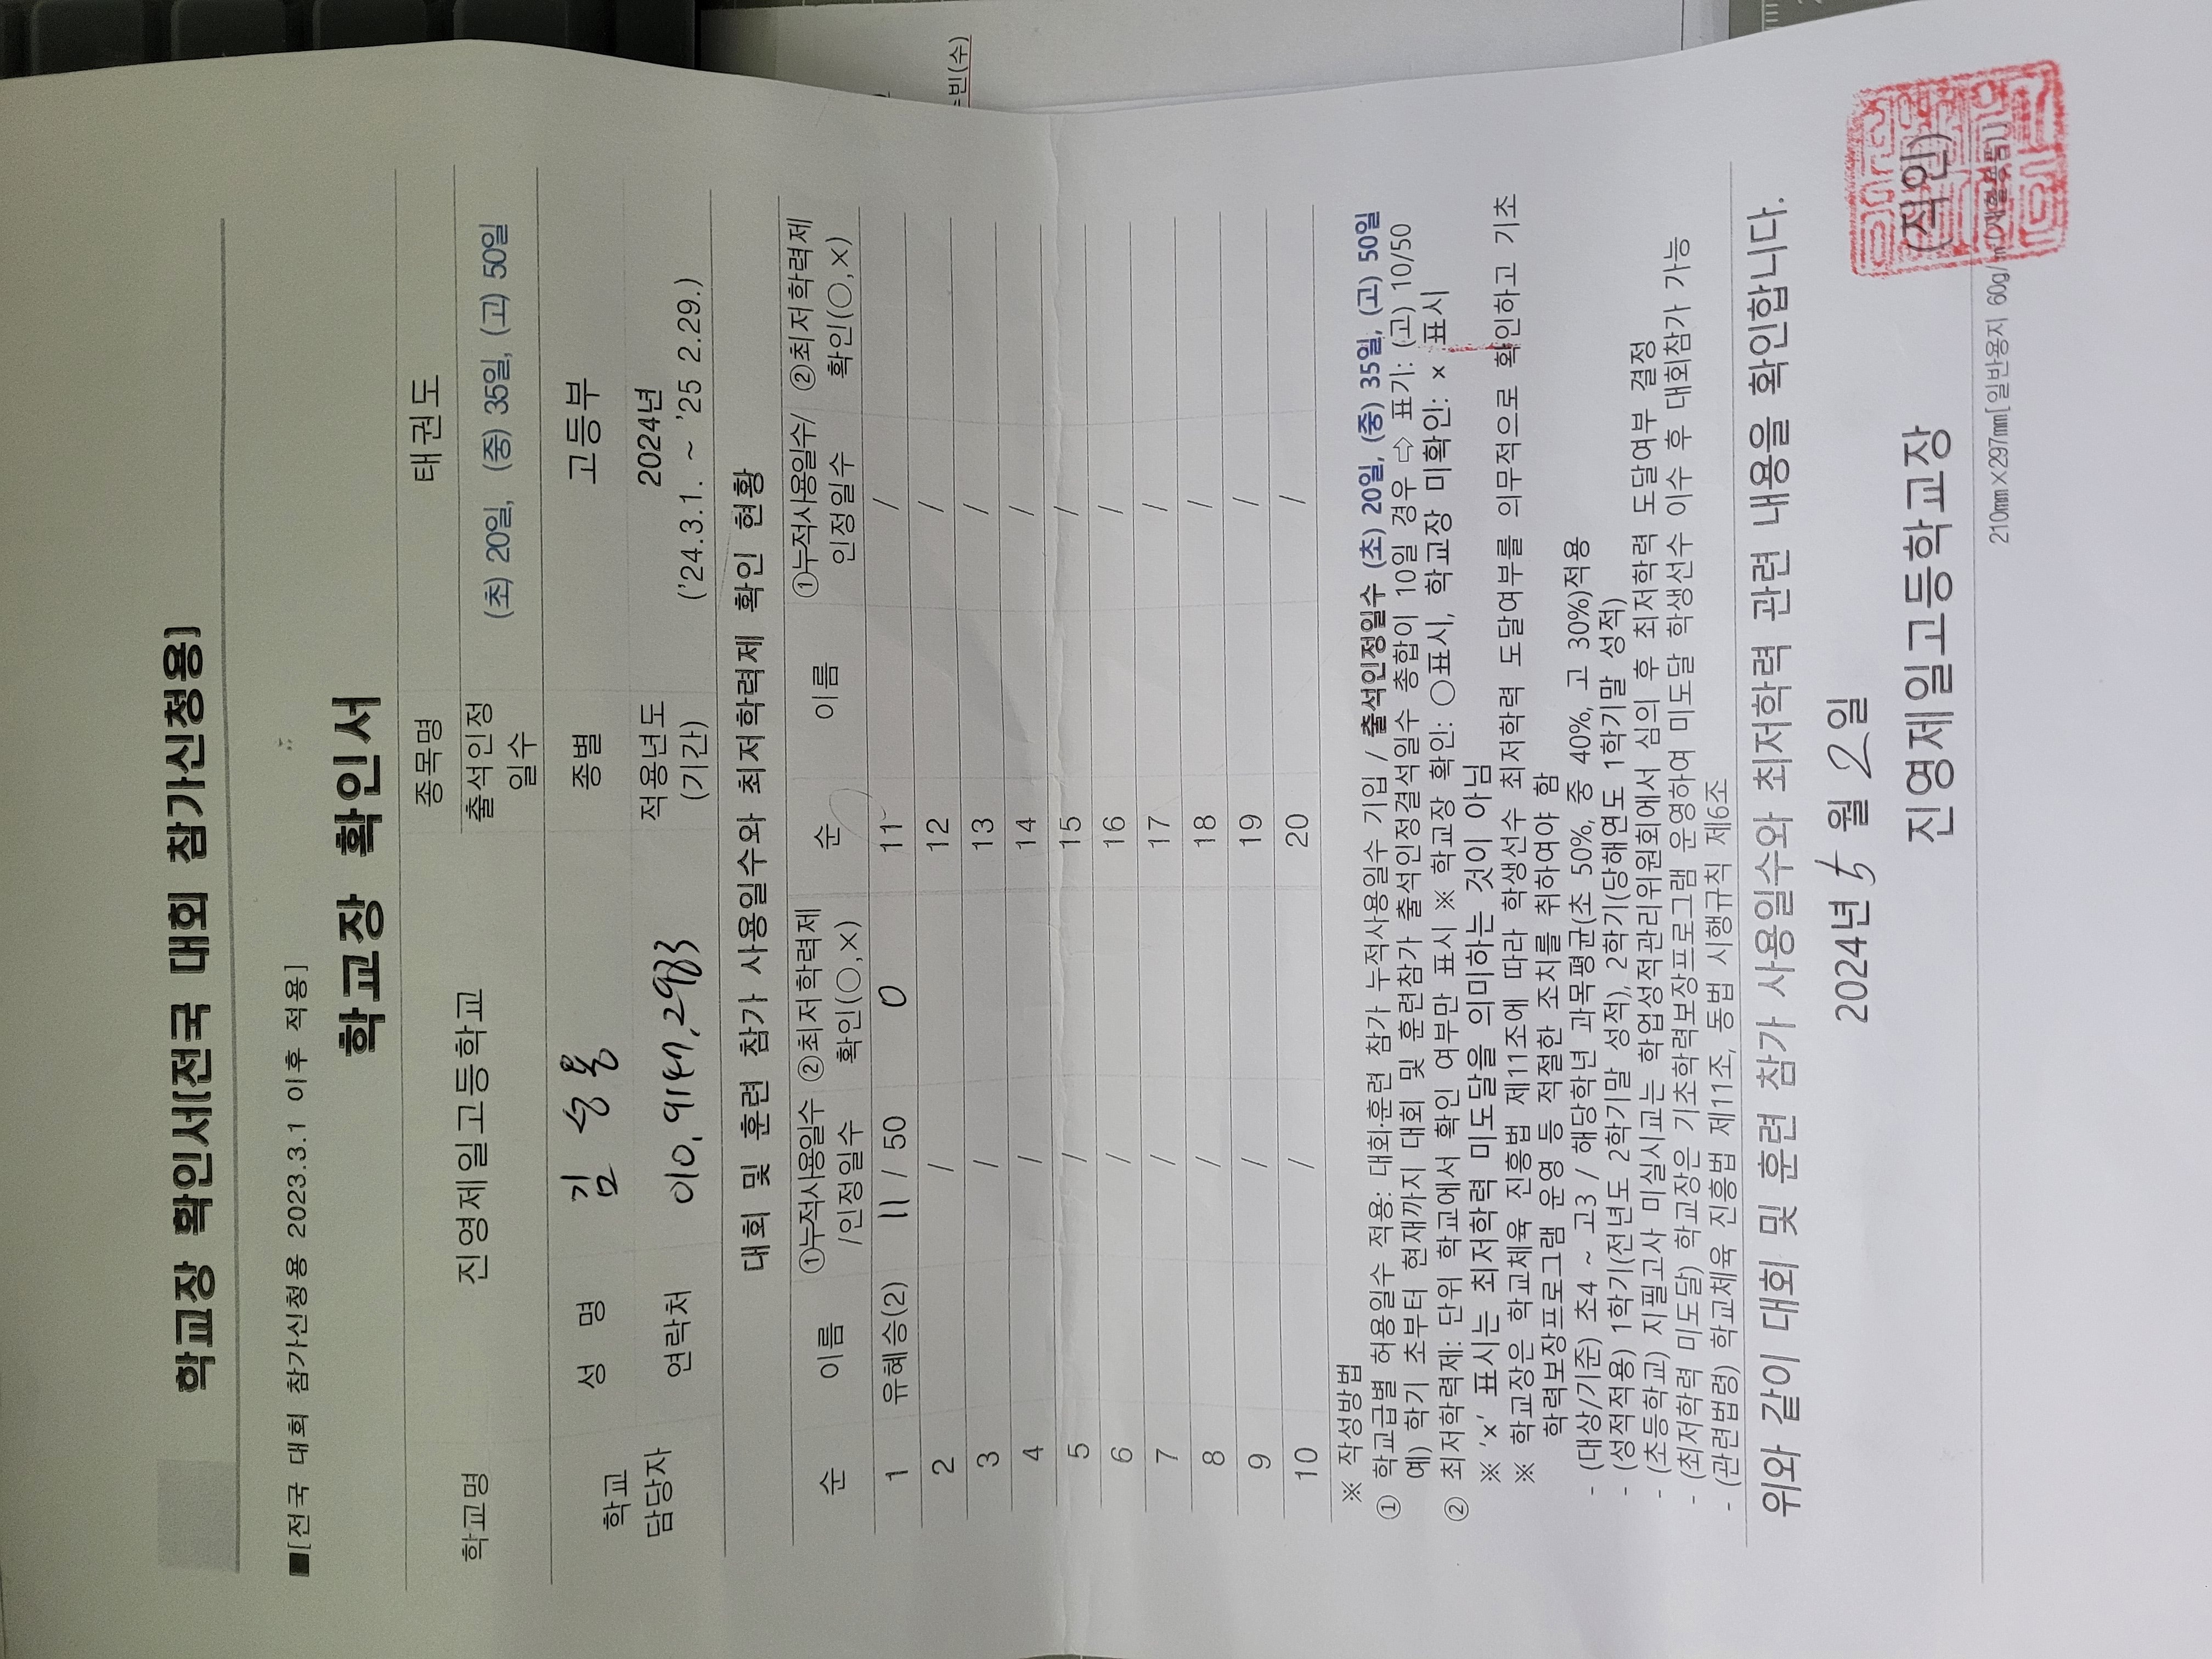 학교장 확인서[전국 대회 참가신청용]
■[전국 대회 참가신청용 2023.3.1 이후 적용]
학교장 확인서
학교명 진영제일고등학교 종목명 태권도
출석인정 일수 (초) 20일, (중) 35일, (고) 50일
학교 담당자 성 명 김 승 종별 고등부
연락처 적용년도 (기간) 2024년 ('24.3.1. ~ '25 2.29.)
대회 및 훈련 참가 사용일수와 최저학력제 확인 현황
순 이름 ①누적사용일수 /인정일수 ②최저학력제 확인(○,×) 순 이름 ①누적사용일수/ 인정일수 ②최저학력제 확인(○,×)
1 유혜승(2) 11 / 50 0 11 /
2 / 12 /
3 / 13 /
4 / 14 /
5 / 15 /
6 / 16 /
7 / 17 /
8 / 18 /
9 / 19 /
10 / 20 /
※ 작성방법
① 학교급별 허용일수 적용: 대회·훈련 참가 누적사용일수 기입 / 출석인정일수 (초) 20일, (중) 35일, (고) 50일
예) 학기 초부터 현재까지 대회 및 훈련참가 출석인정결석일수 총합이 10일 경우 ⇨ 표기: (고) 10/50
② 최저학력제: 단위 학교에서 확인 여부만 표시 ※ 학교장 확인: ○표시, 학교장 미확인: × 표시
※ '×' 표시는 최저학력 미도달을 의미하는 것이 아님
※ 학교장은 학교체육 진흥법 제11조에 따라 학생선수 최저학력 도달여부를 의무적으로 확인하고 기초
학력보장프로그램 운영 등 적절한 조치를 취하여야 함
- (대상/기준) 초4 ~ 고3 / 해당학년 과목평균(초 50%, 중 40%, 고 30%)적용
- (성적적용) 1학기(전년도 2학기말 성적), 2학기(당해연도 1학기말 성적)
- (초등학교) 지필고사 미실시교는 학업성적관리위원회에서 심의 후 최저학력 도달여부 결정
- (최저학력 미도달) 학교장은 기초학력보장프로그램 운영하여 미도달 학생선수 이수 후 대회참가 가능
- (관련법령) 학교체육 진흥법 제11조, 동법 시행규칙 제6조
위와 같이 대회 및 훈련 참가 사용일수와 최저학력 관련 내용을 확인합니다.
2024년 5 월 2일
진영제일고등학교장 (직인)
210㎜×297㎜[일반용지 60g/